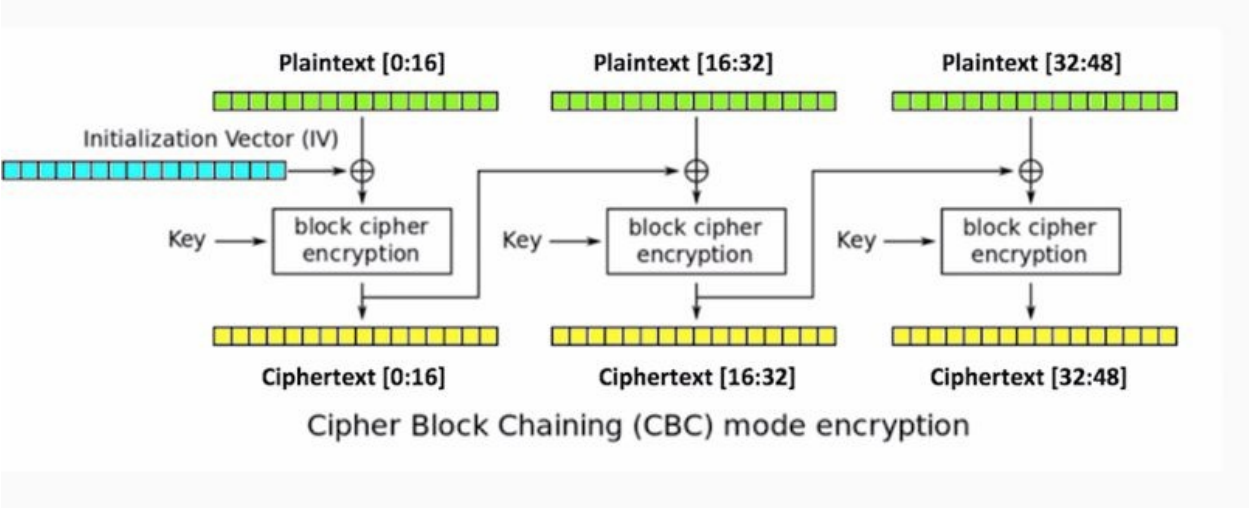 Plaintext [0:16]
Plaintext [16:32]
Plaintext [32:48]
Initialization Vector (IV)
Key
block cipher
encryption
Key
block cipher
encryption
Key
block cipher
encryption
Ciphertext [0:16]
Ciphertext [16:32]
Ciphertext [32:48]
Cipher Block Chaining (CBC) mode encryption